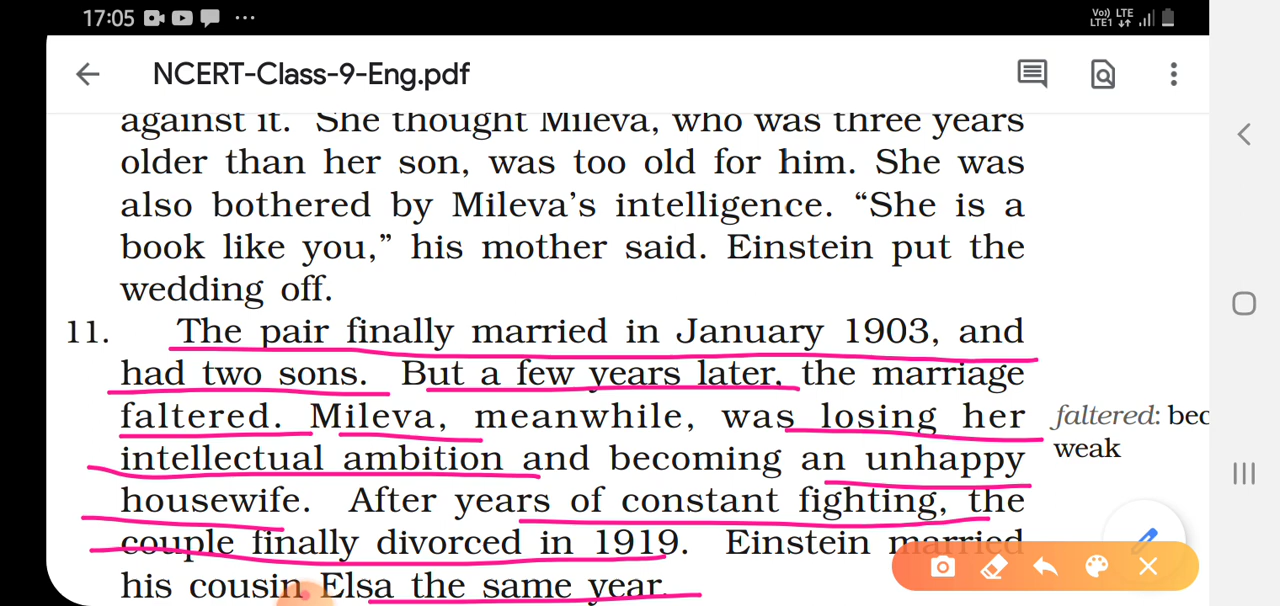 17:05 ... Vo)) LTE
LTE1
NCERT-Class-9-Eng.pdf
against it. She thought Mileva, who was three years
older than her son, was too old for him. She was
also bothered by Mileva's intelligence. “She is a
book like you,” his mother said. Einstein put the
wedding off.
11. The pair finally married in January 1903, and
had two sons. But a few years later, the marriage
faltered. Mileva, meanwhile, was losing her
faltered: bec
intellectual ambition and becoming an unhappy
weak
housewife. After years of constant fighting, the
couple finally divorced in 1919. Einstein married
his cousin Elsa the same year.